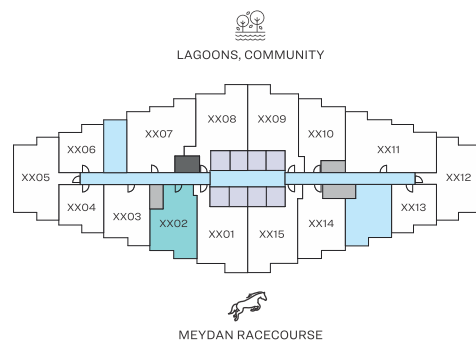 LAGOONS, COMMUNITY
XX08 XX09
XX07 XX10
XX06 XX11
XX05 XX12
XX04 XX13
XX03 XX02 XX14
XX01 XX15
MEYDAN RACECOURSE